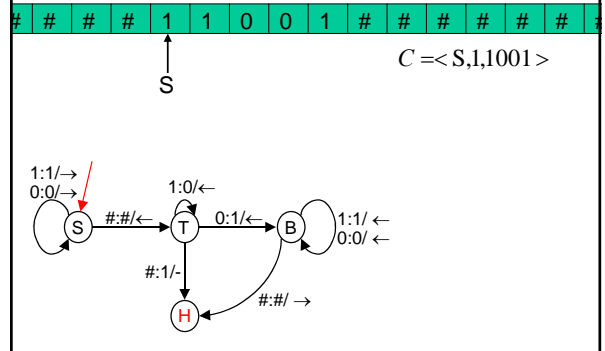 # # # # 1 1 0 0 1 # # # # # #
C =< S,1,1001 >
S
1:1/→
0:0/→
1:0/←
S #:#/← T 0:1/← B
1:1/ ←
0:0/ ←
#:1/-
#:#/ →
H